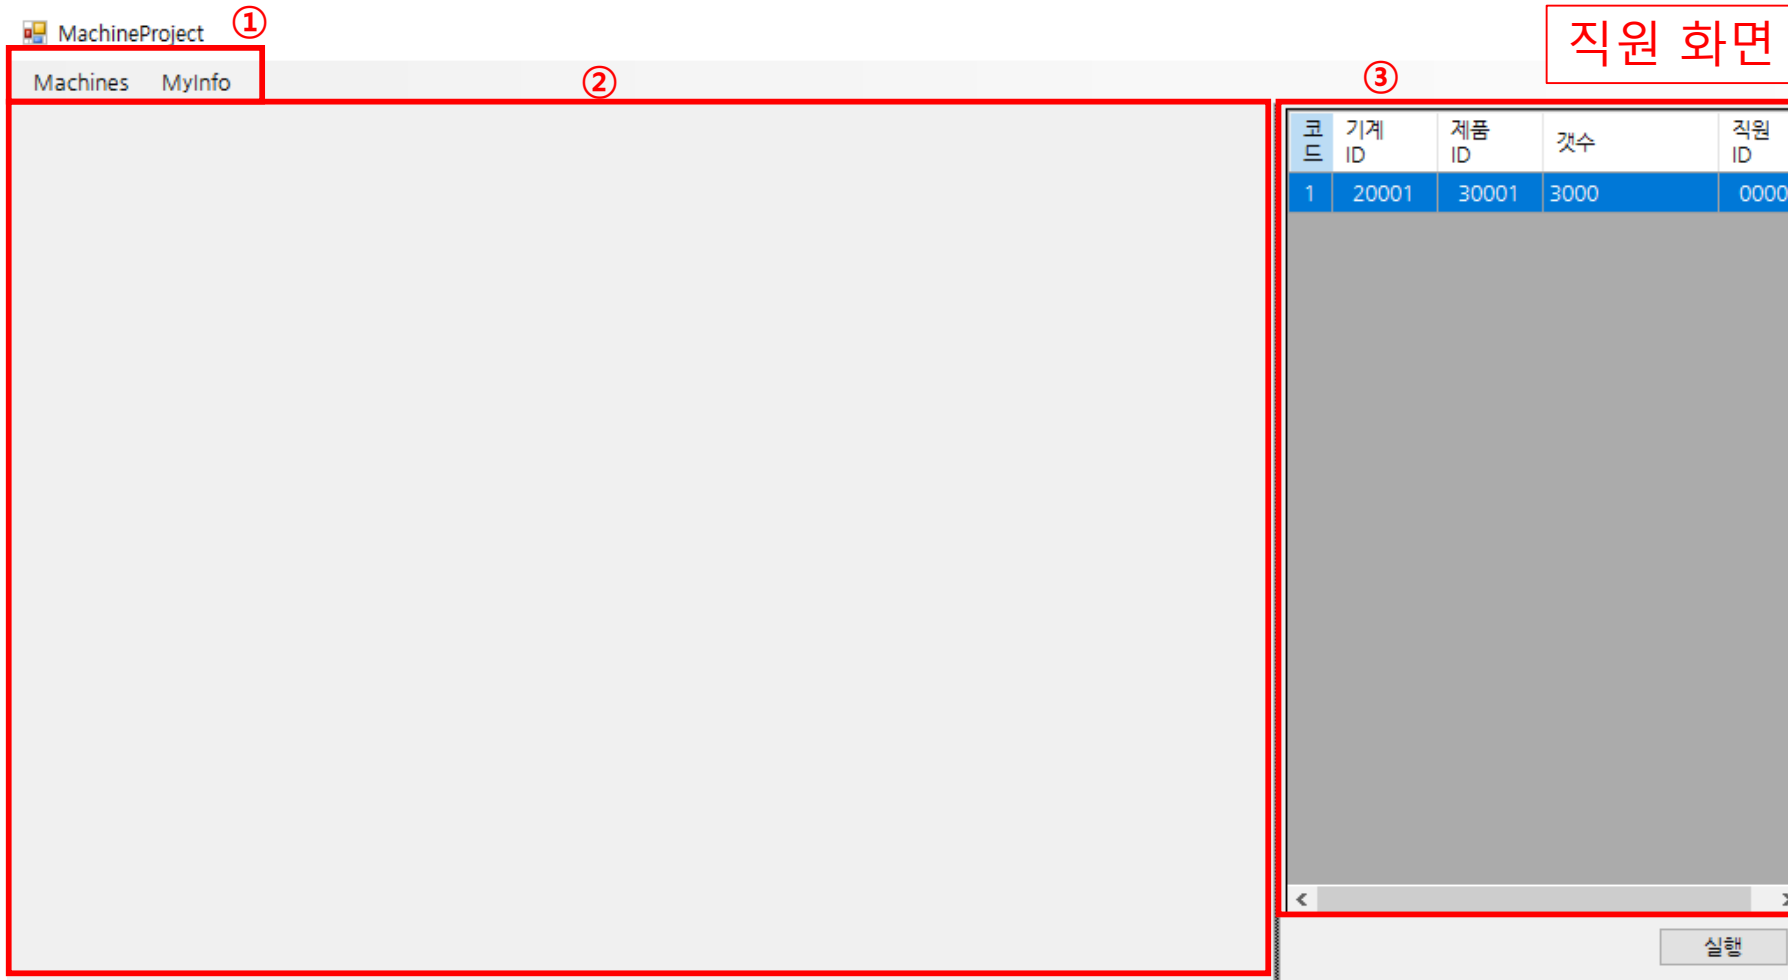 MachineProject
①
직원 화면
Machines MyInfo
②
③
코드 기계 ID 제품 ID 갯수 직원 ID
1 20001 30001 3000 0000
실행